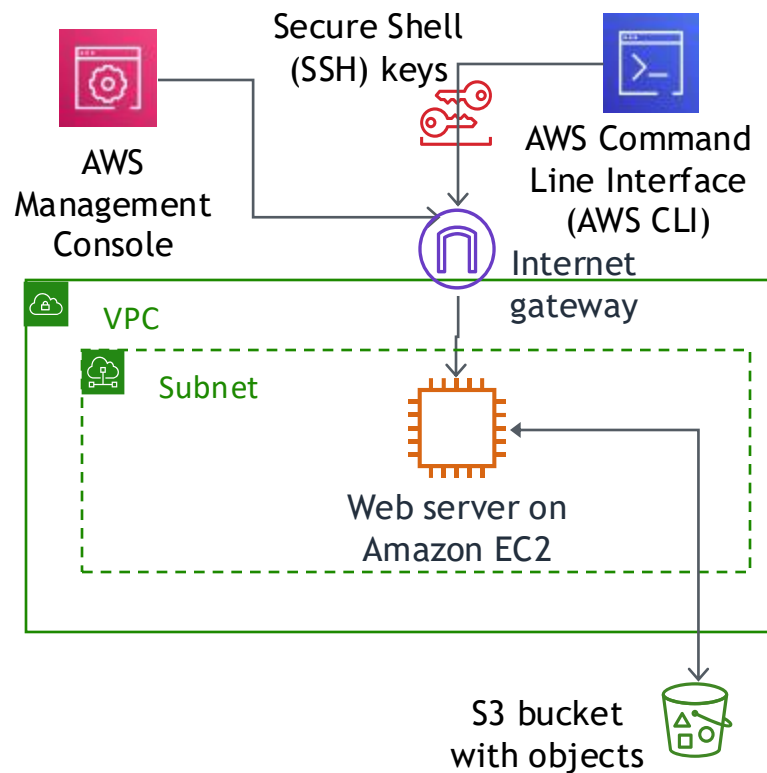 Secure Shell
(SSH) keys
AWS
Management
Console
AWS Command
Line Interface
(AWS CLI)
Internet
gateway
VPC
Subnet
Web server on
Amazon EC2
S3 bucket
with objects